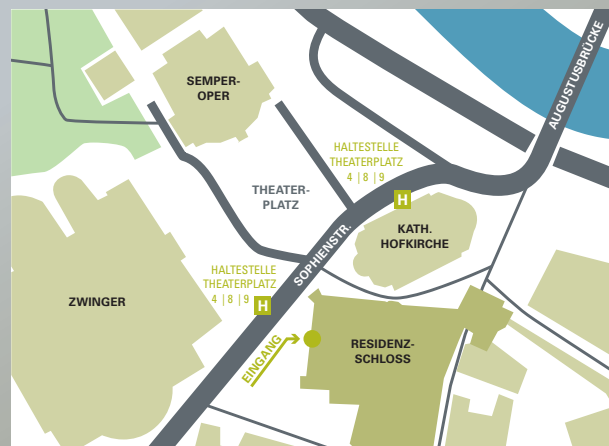 SEMPER-
OPER
AUGUSTUSBRÜCKE
HALTESTELLE
THEATERPLATZ
4 | 8 | 9
H
THEATER-
PLATZ
KATH.
HOFKIRCHE
SOPHIENSTR.
HALTESTELLE
THEATERPLATZ
4 | 8 | 9
H
ZWINGER
EINGANG
RESIDENZ-
SCHLOSS